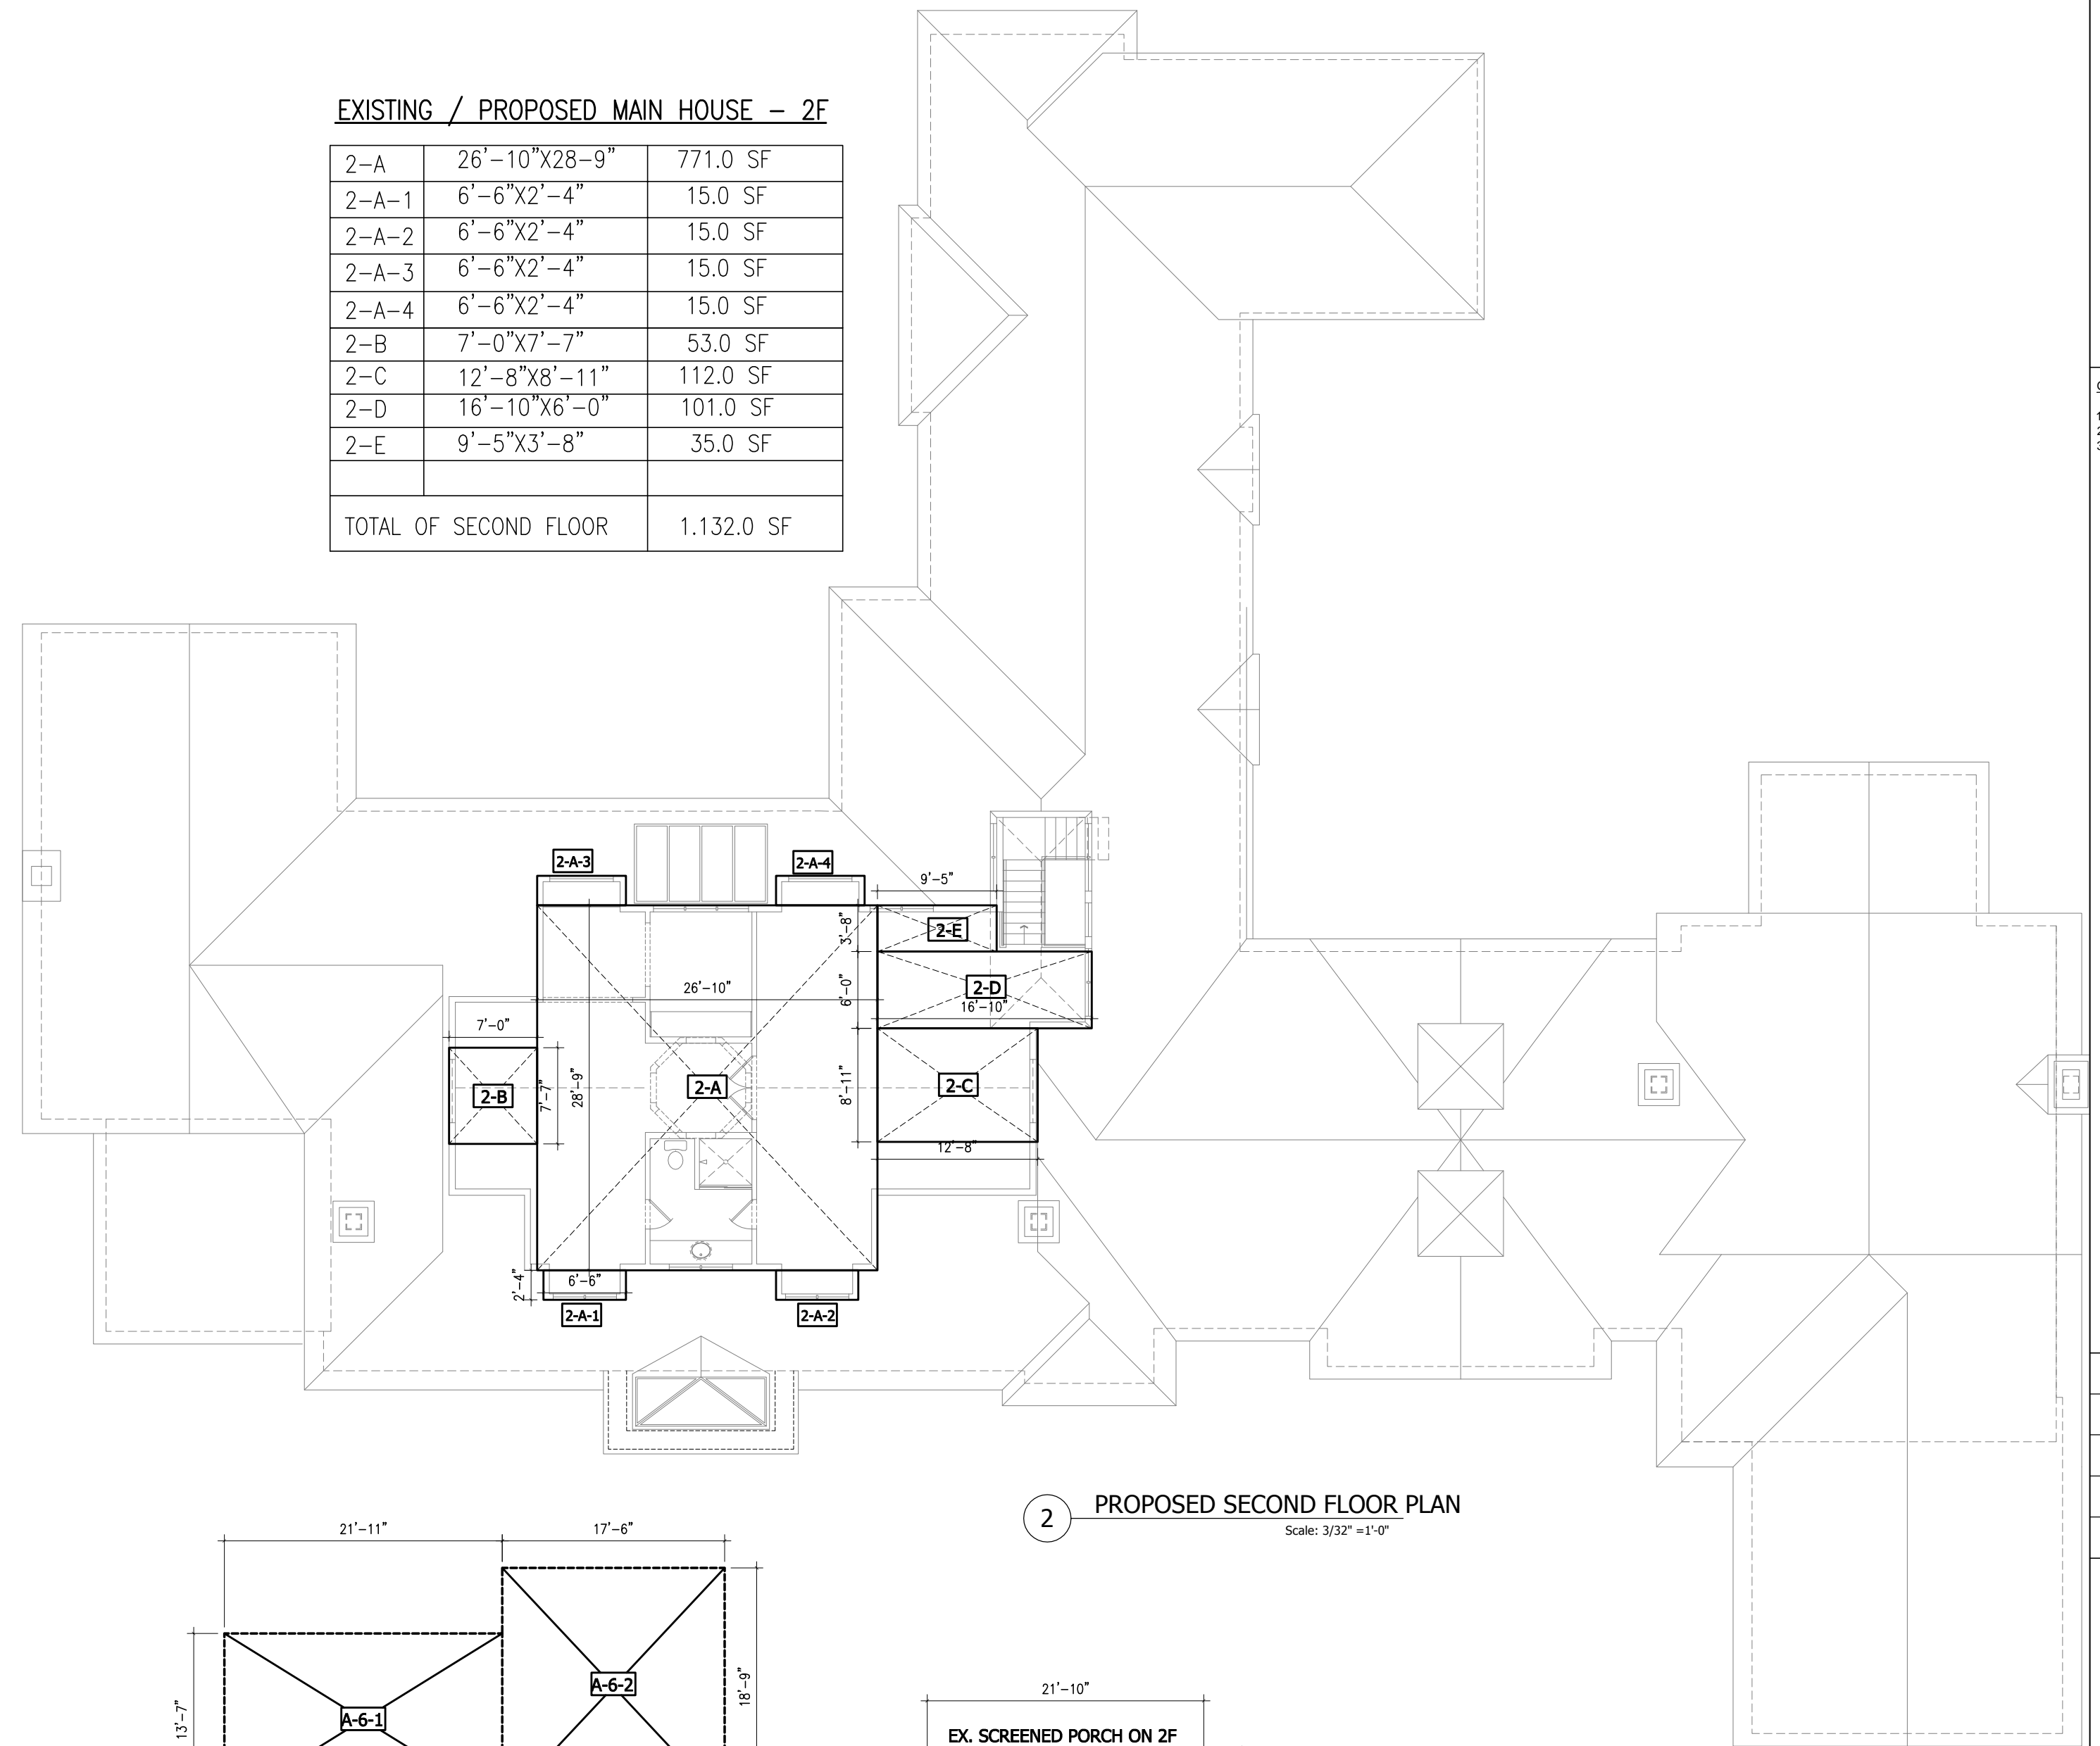 EXISTING / PROPOSED MAIN HOUSE – 2F
2–A 26'–10"X28–9" 771.0 SF
2–A–1 6'–6"X2'–4" 15.0 SF
2–A–2 6'–6"X2'–4" 15.0 SF
2–A–3 6'–6"X2'–4" 15.0 SF
2–A–4 6'–6"X2'–4" 15.0 SF
2–B 7'–0"X7'–7" 53.0 SF
2–C 12'–8"X8'–11" 112.0 SF
2–D 16'–10"X6'–0" 101.0 SF
2–E 9'–5"X3'–8" 35.0 SF
TOTAL OF SECOND FLOOR 1.132.0 SF
1
2
3
2-A-3
2-A-4
9'–5"
3'–8"
2-E
6'–0"
2-D
16'–10"
26'–10"
7'–0"
2-B
7'–7"
28'–9"
2-A
8'–11"
2-C
12'–8"
2'–4"
6'–6"
2-A-1
2-A-2
2
PROPOSED SECOND FLOOR PLAN
Scale: 3/32" =1'-0"
21'–11"
17'–6"
13'–7"
A-6-1
A-6-2
18'–9"
21'–10"
EX. SCREENED PORCH ON 2F